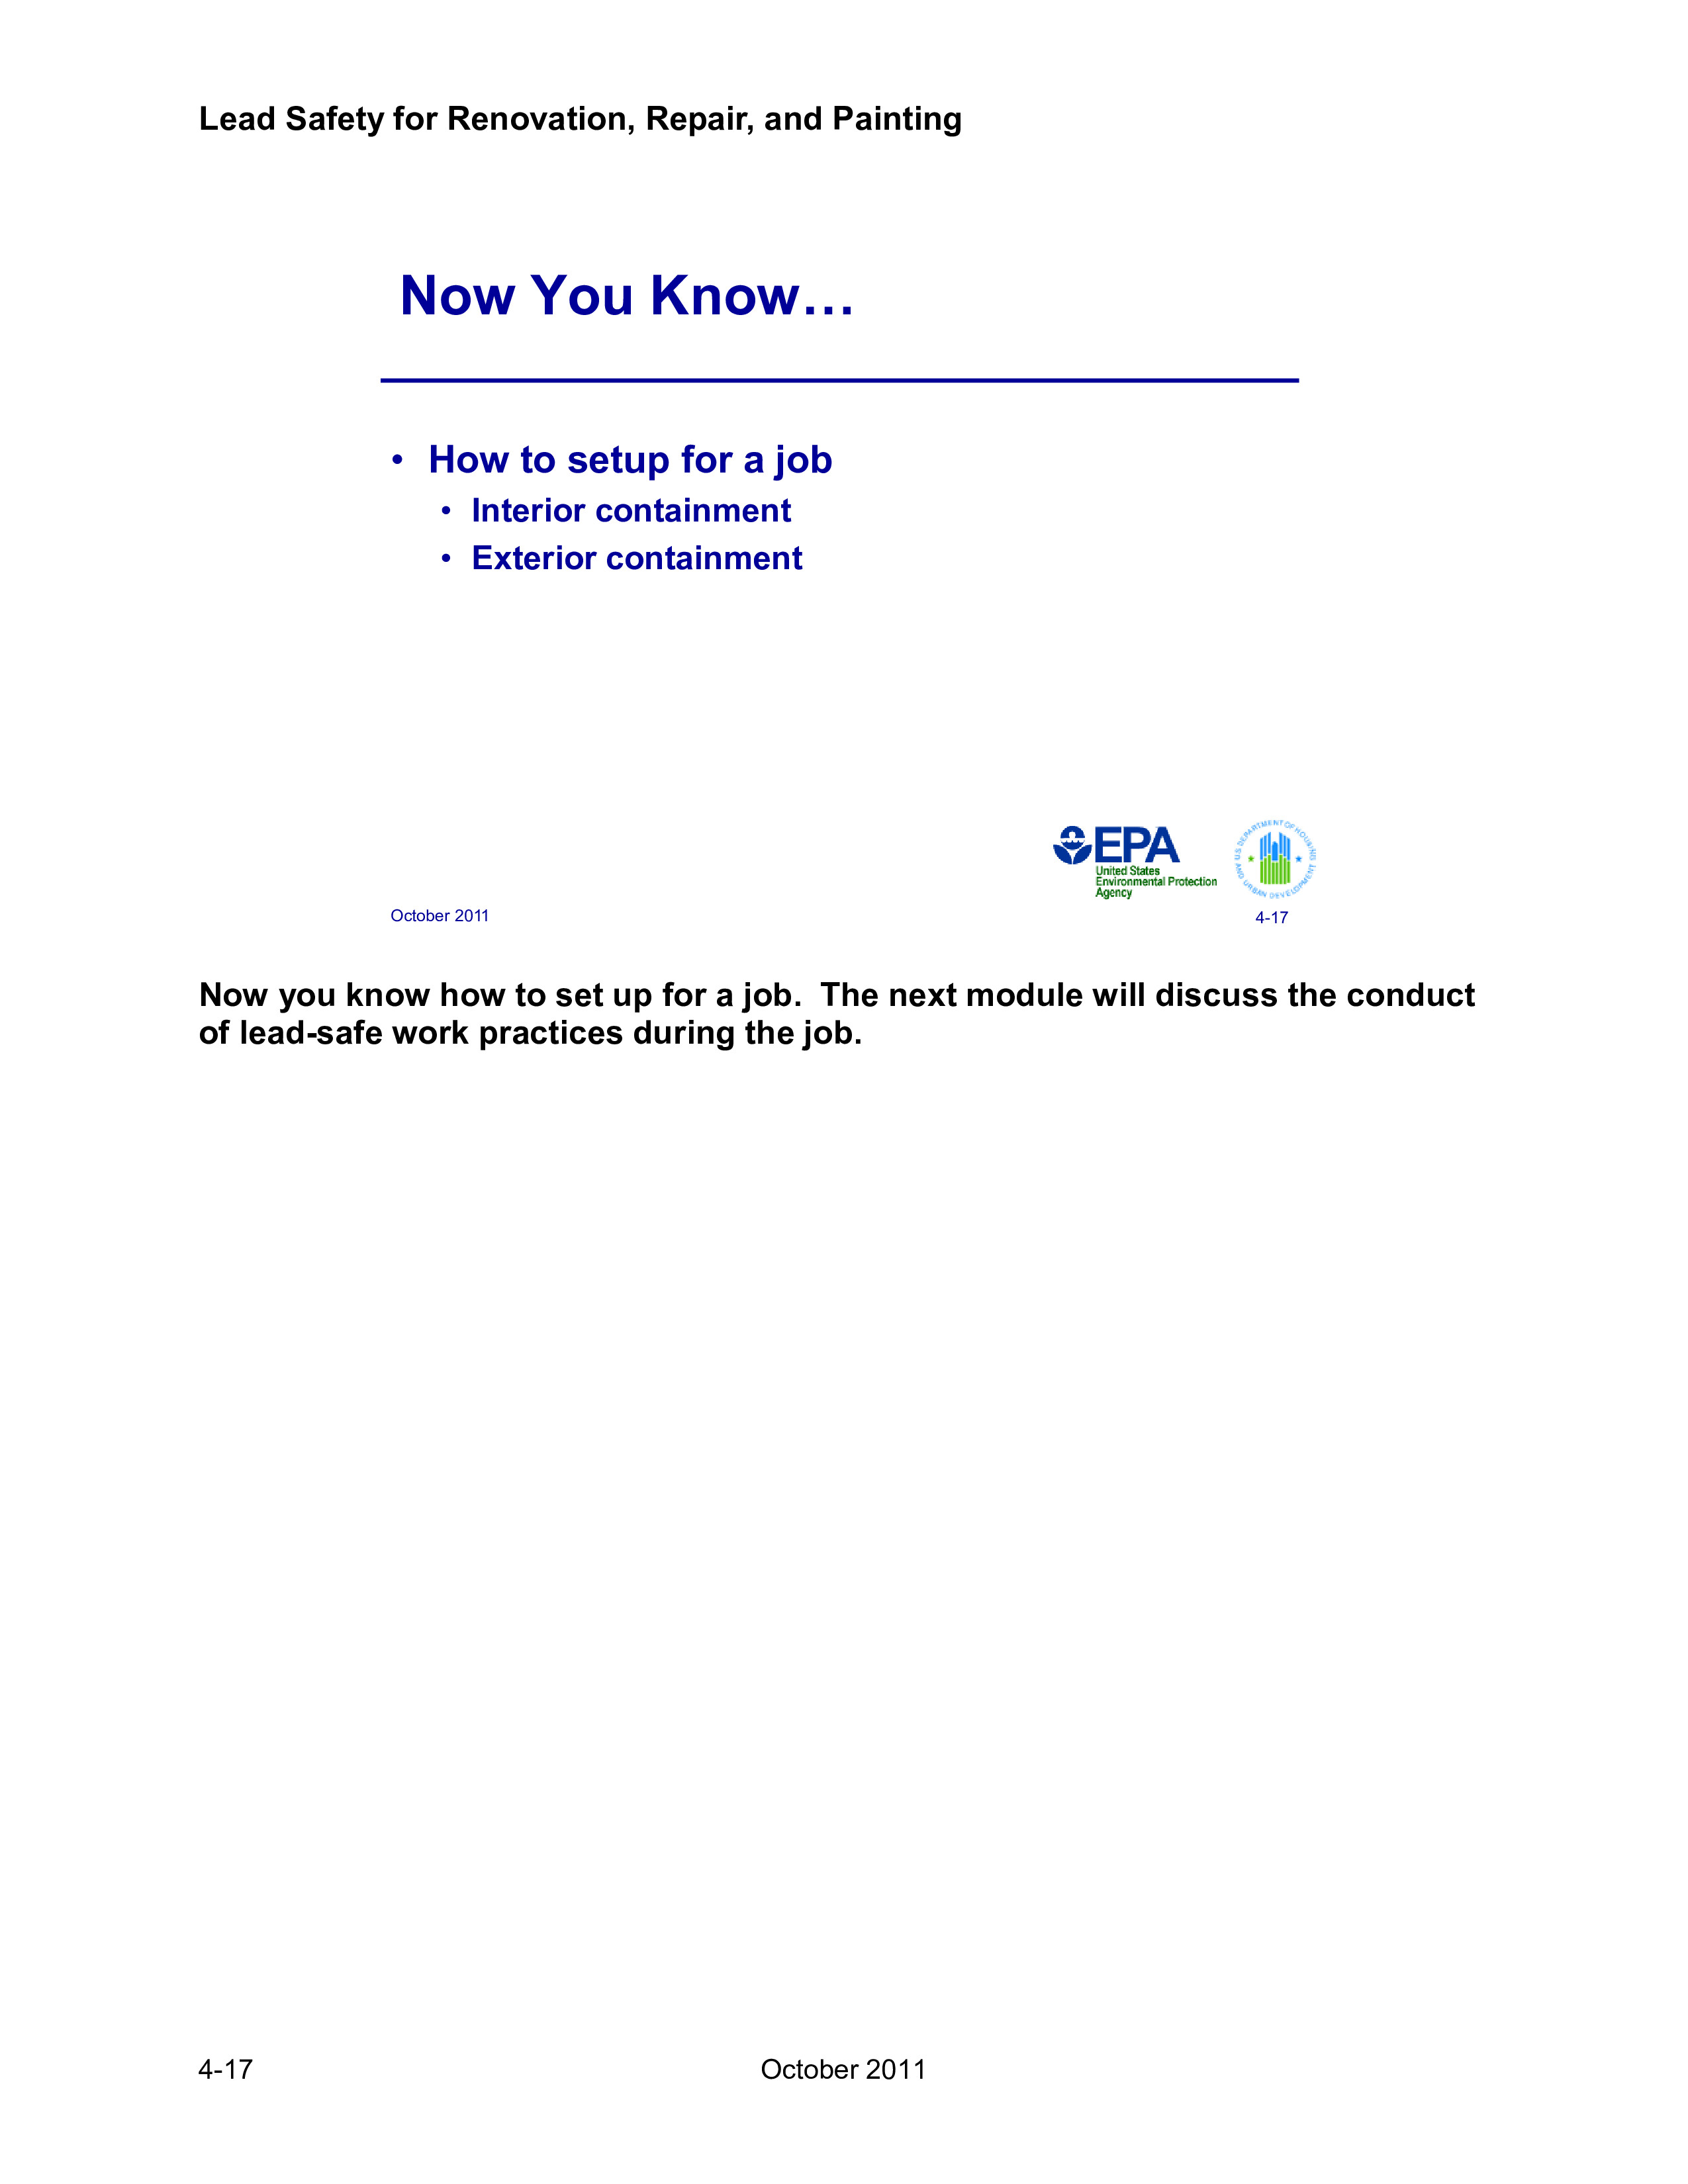 Lead Safety for Renovation, Repair, and Painting
Now You Know…
• How to setup for a job
• Interior containment
• Exterior containment
EPA
United States
Environmental Protection
Agency
U.S. DEPARTMENT OF HOUSING
AND URBAN DEVELOPMENT
October 2011
4-17
Now you know how to set up for a job.  The next module will discuss the conduct
of lead-safe work practices during the job.
4-17
October 2011